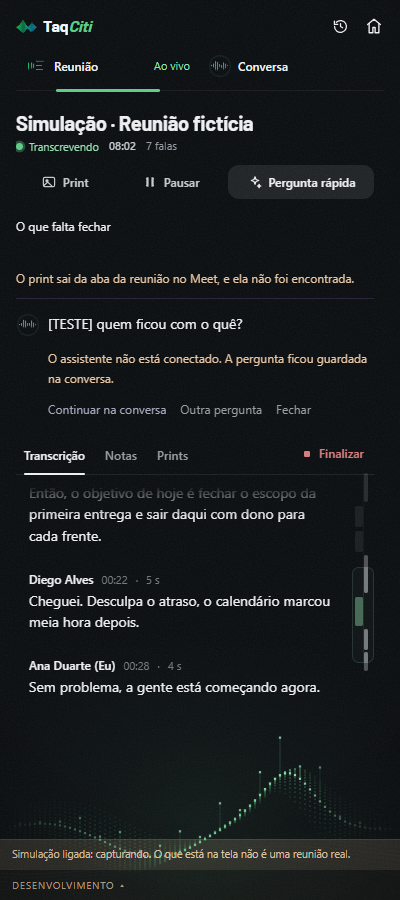 TaqCiti
Reunião Ao vivo Conversa
Simulação · Reunião fictícia
Transcrevendo 08:02 7 falas
Print Pausar Pergunta rápida
O que falta fechar
O print sai da aba da reunião no Meet, e ela não foi encontrada.
[TESTE] quem ficou com o quê?
O assistente não está conectado. A pergunta ficou guardada
na conversa.
Continuar na conversa Outra pergunta Fechar
Transcrição Notas Prints Finalizar
Então, o objetivo de hoje é fechar o escopo da
primeira entrega e sair daqui com dono para
cada frente.
Diego Alves 00:22 · 5 s
Cheguei. Desculpa o atraso, o calendário marcou
meia hora depois.
Ana Duarte (Eu) 00:28 · 4 s
Sem problema, a gente está começando agora.
Simulação ligada: capturando. O que está na tela não é uma reunião real.
DESENVOLVIMENTO